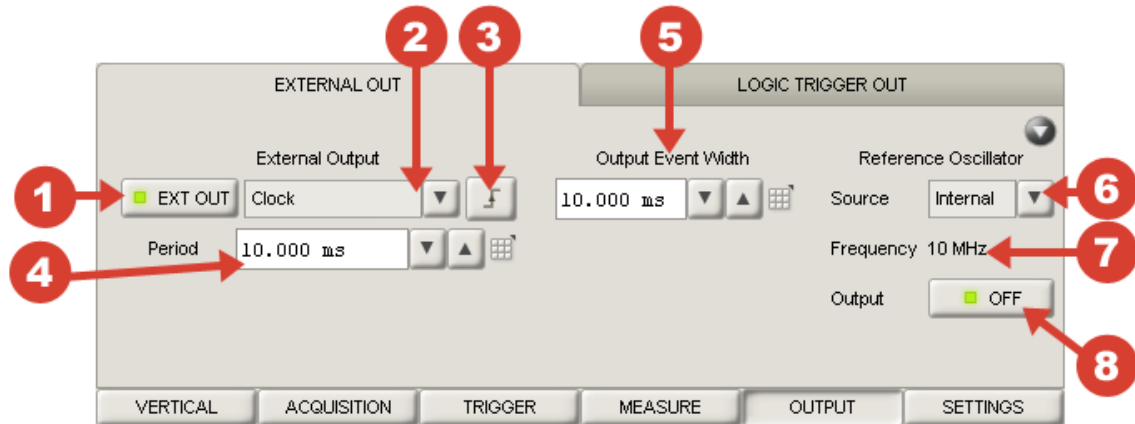 2 3 5
EXTERNAL OUT LOGIC TRIGGER OUT
External Output Output Event Width Reference Oscillator
1 EXT OUT Clock 10.000 ms Source Internal 6
4 Period 10.000 ms Frequency 10 MHz 7
Output OFF 8
VERTICAL ACQUISITION TRIGGER MEASURE OUTPUT SETTINGS